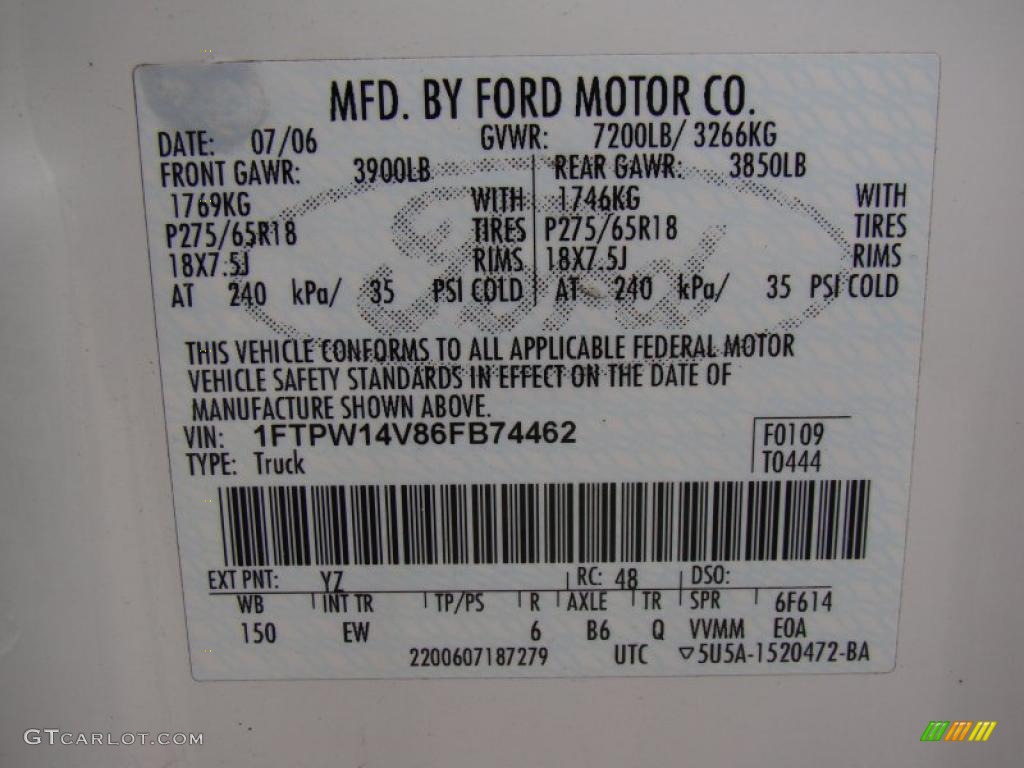 MFD. BY FORD MOTOR CO.
DATE: 07/06 GVWR: 7200LB/ 3266KG
FRONT GAWR: 3900LB REAR GAWR: 3850LB
1769KG WITH 1746KG WITH
P275/65R18 TIRES P275/65R18 TIRES
18X7.5J RIMS 18X7.5J RIMS
AT 240 kPa/ 35 PSI COLD AT 240 kPa/ 35 PSI COLD
Ford
THIS VEHICLE CONFORMS TO ALL APPLICABLE FEDERAL MOTOR
VEHICLE SAFETY STANDARDS IN EFFECT ON THE DATE OF
MANUFACTURE SHOWN ABOVE.
VIN: 1FTPW14V86FB74462 F0109
TYPE: Truck T0444
EXT PNT: YZ RC: 48 DSO:
WB INT TR TP/PS R AXLE TR SPR 6F614
150 EW 6 B6 Q VVMM E0A
2200607187279 UTC ▽5U5A-1520472-BA
GTCARLOT.COM